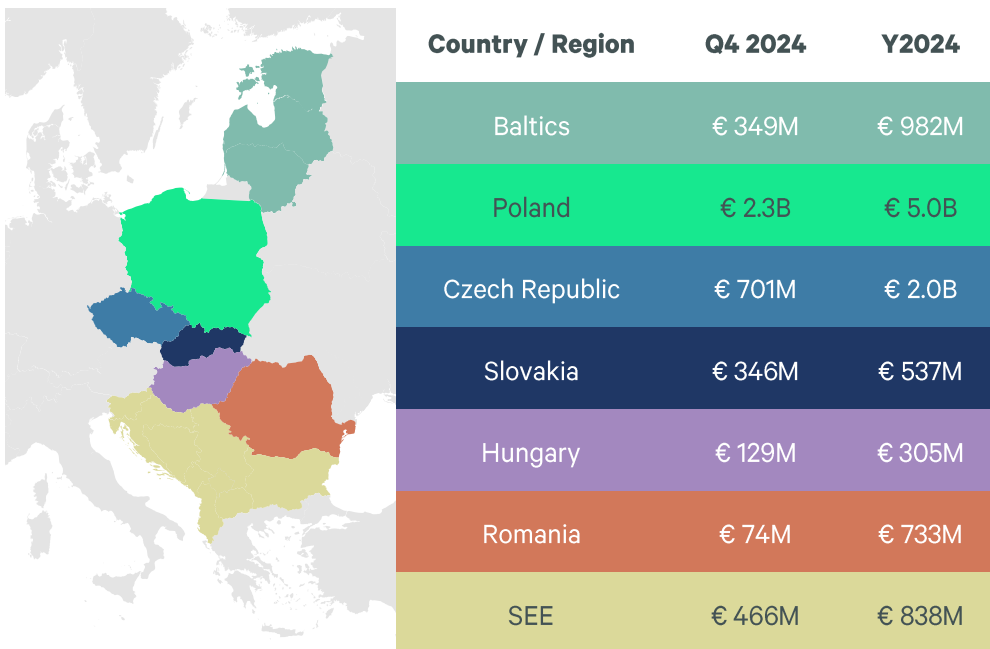 Country / Region Q4 2024 Y2024
Baltics € 349M € 982M
Poland € 2.3B € 5.0B
Czech Republic € 701M € 2.0B
Slovakia € 346M € 537M
Hungary € 129M € 305M
Romania € 74M € 733M
SEE € 466M € 838M